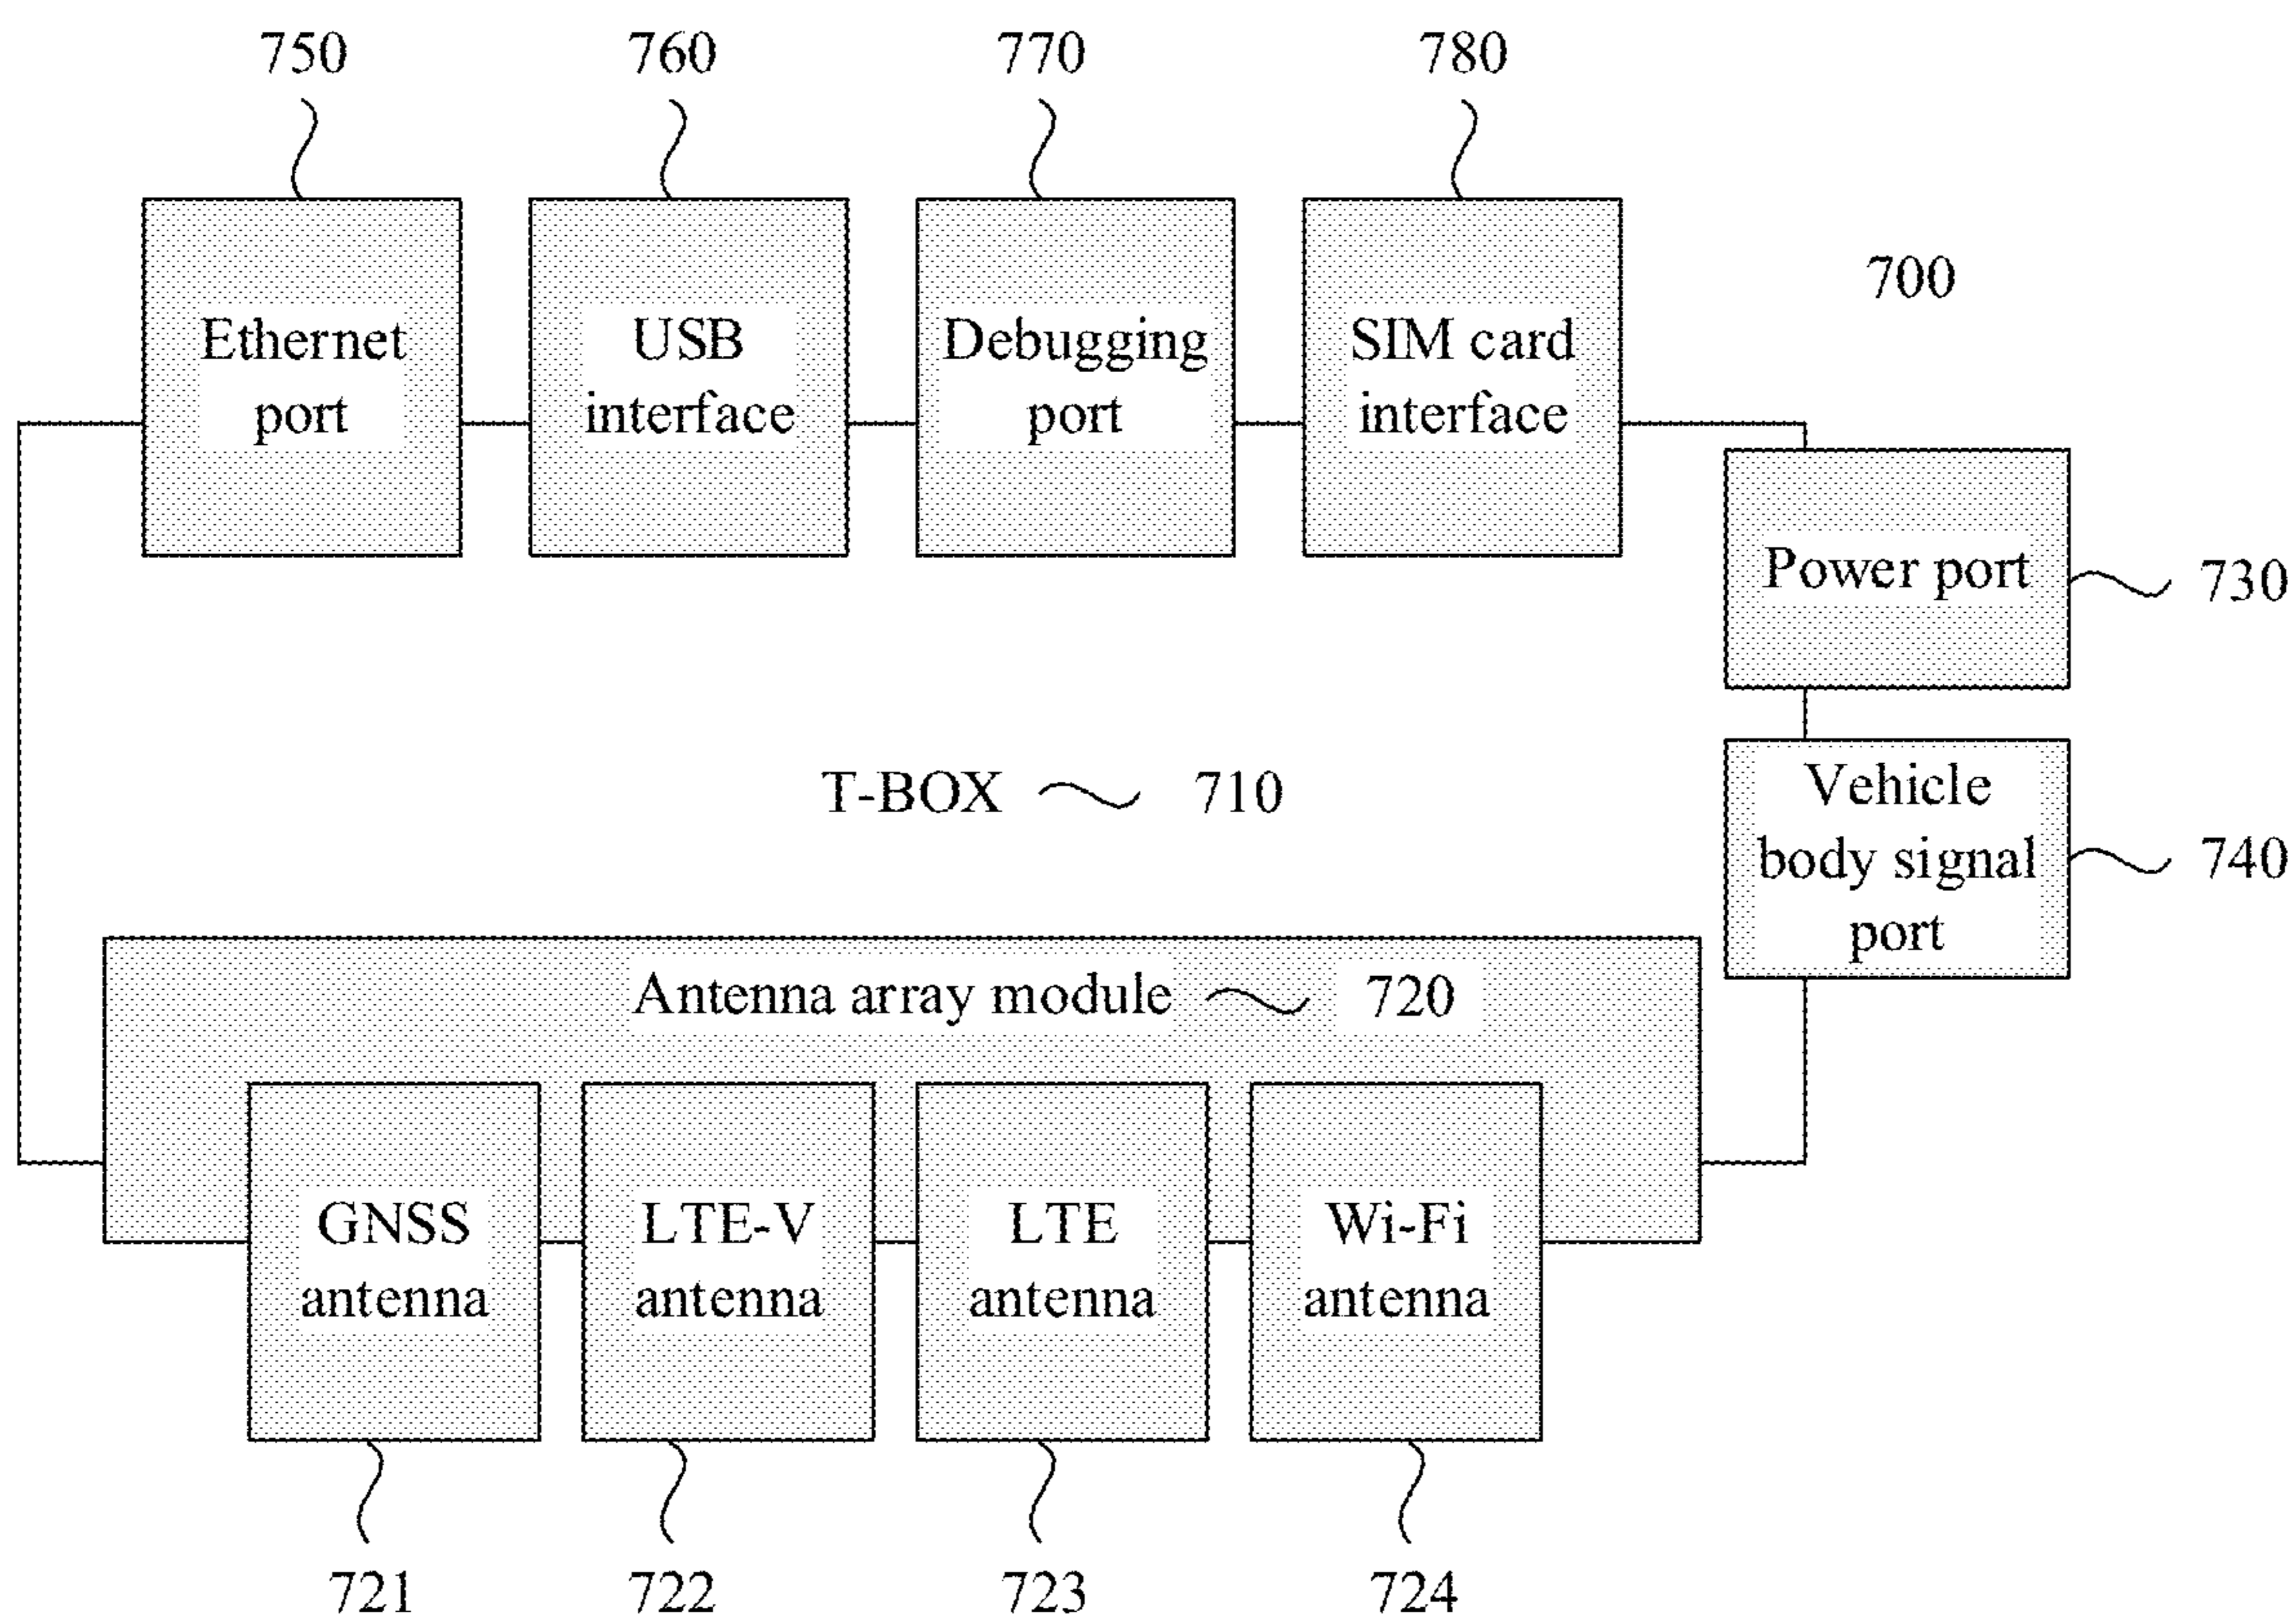 750 760 770 780
700
Ethernet
port
USB
interface
Debugging
port
SIM card
interface
Power port 730
T-BOX 710
Vehicle
body signal
port
740
Antenna array module 720
GNSS
antenna
LTE-V
antenna
LTE
antenna
Wi-Fi
antenna
721 722 723 724